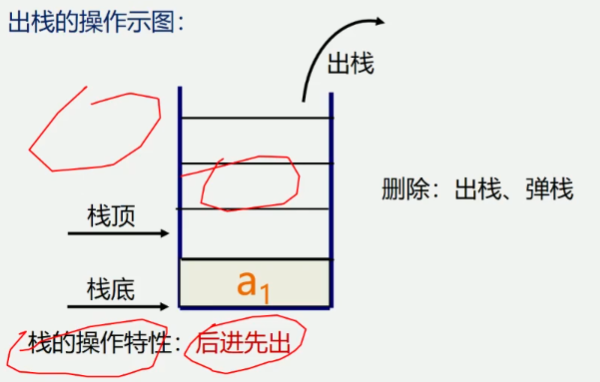 出栈的操作示图：
出栈
删除：出栈、弹栈
栈顶
栈底
a₁
栈的操作特性：后进先出